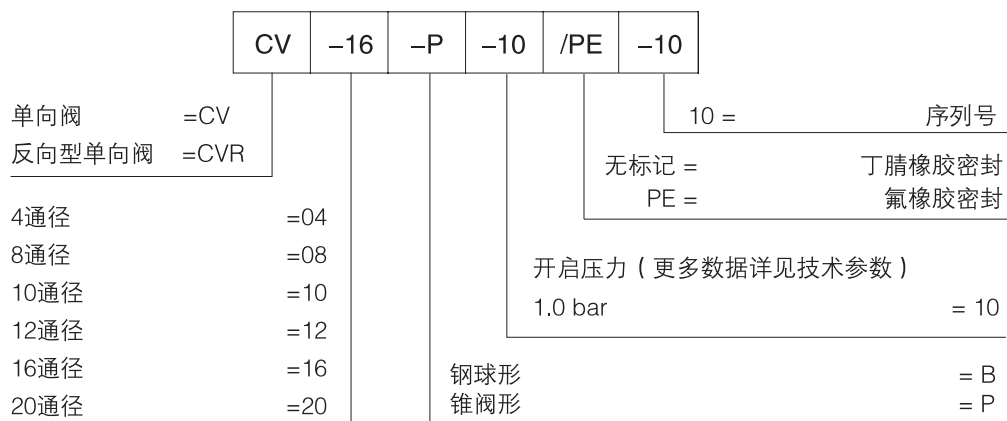 CV –16 –P –10 /PE –10
单向阀 =CV
反向型单向阀 =CVR
10 = 序列号
无标记 = 丁腈橡胶密封
PE = 氟橡胶密封
4通径 =04
8通径 =08
10通径 =10
12通径 =12
16通径 =16
20通径 =20
开启压力（更多数据详见技术参数）
1.0 bar = 10
钢球形 = B
锥阀形 = P